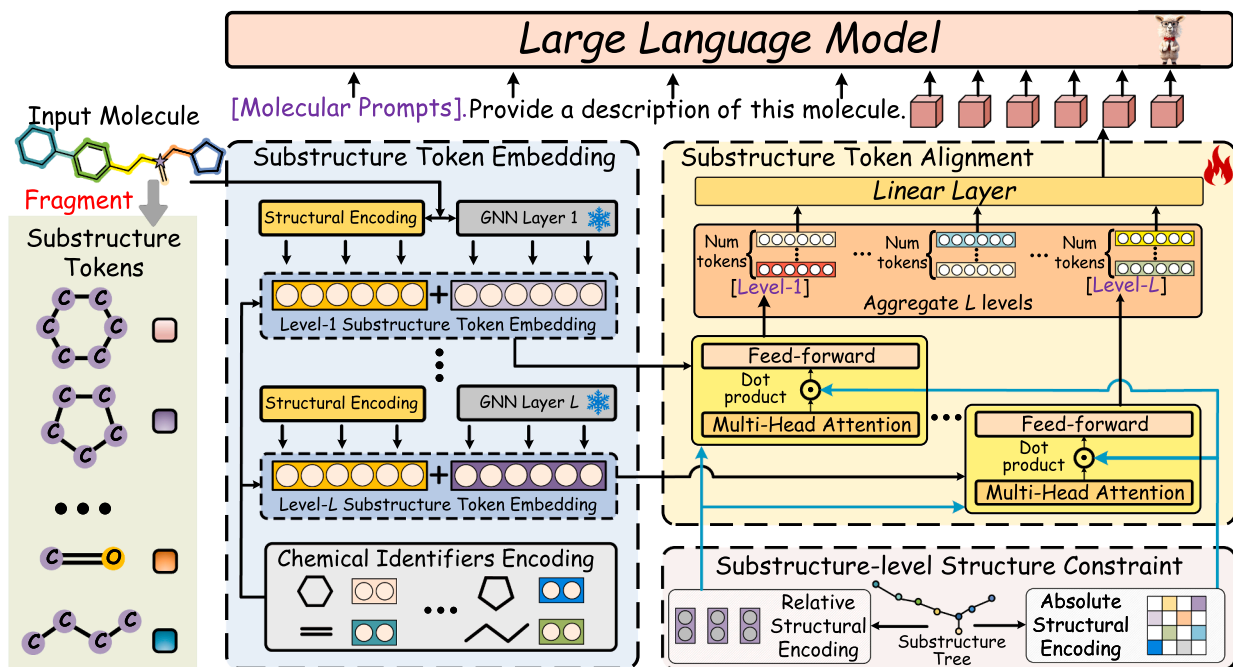 Large Language Model
[Molecular Prompts].Provide a description of this molecule.
Input Molecule
Fragment
Substructure
Tokens
C
C
C
C
C
C
C
C
C
C
C
C
O
C
C
C
C
Substructure Token Embedding
Structural Encoding
GNN Layer 1
+
Level-1 Substructure Token Embedding
Structural Encoding
GNN Layer L
+
Level-L Substructure Token Embedding
Chemical Identifiers Encoding
Substructure Token Alignment
Linear Layer
Num
tokens
... Num
tokens
... Num
tokens
[Level-1]
[Level-L]
Aggregate L levels
Feed-forward
Dot
product
Multi-Head Attention
Feed-forward
Dot
product
Multi-Head Attention
Substructure-level Structure Constraint
Relative
Structural
Encoding
Substructure
Tree
Absolute
Structural
Encoding